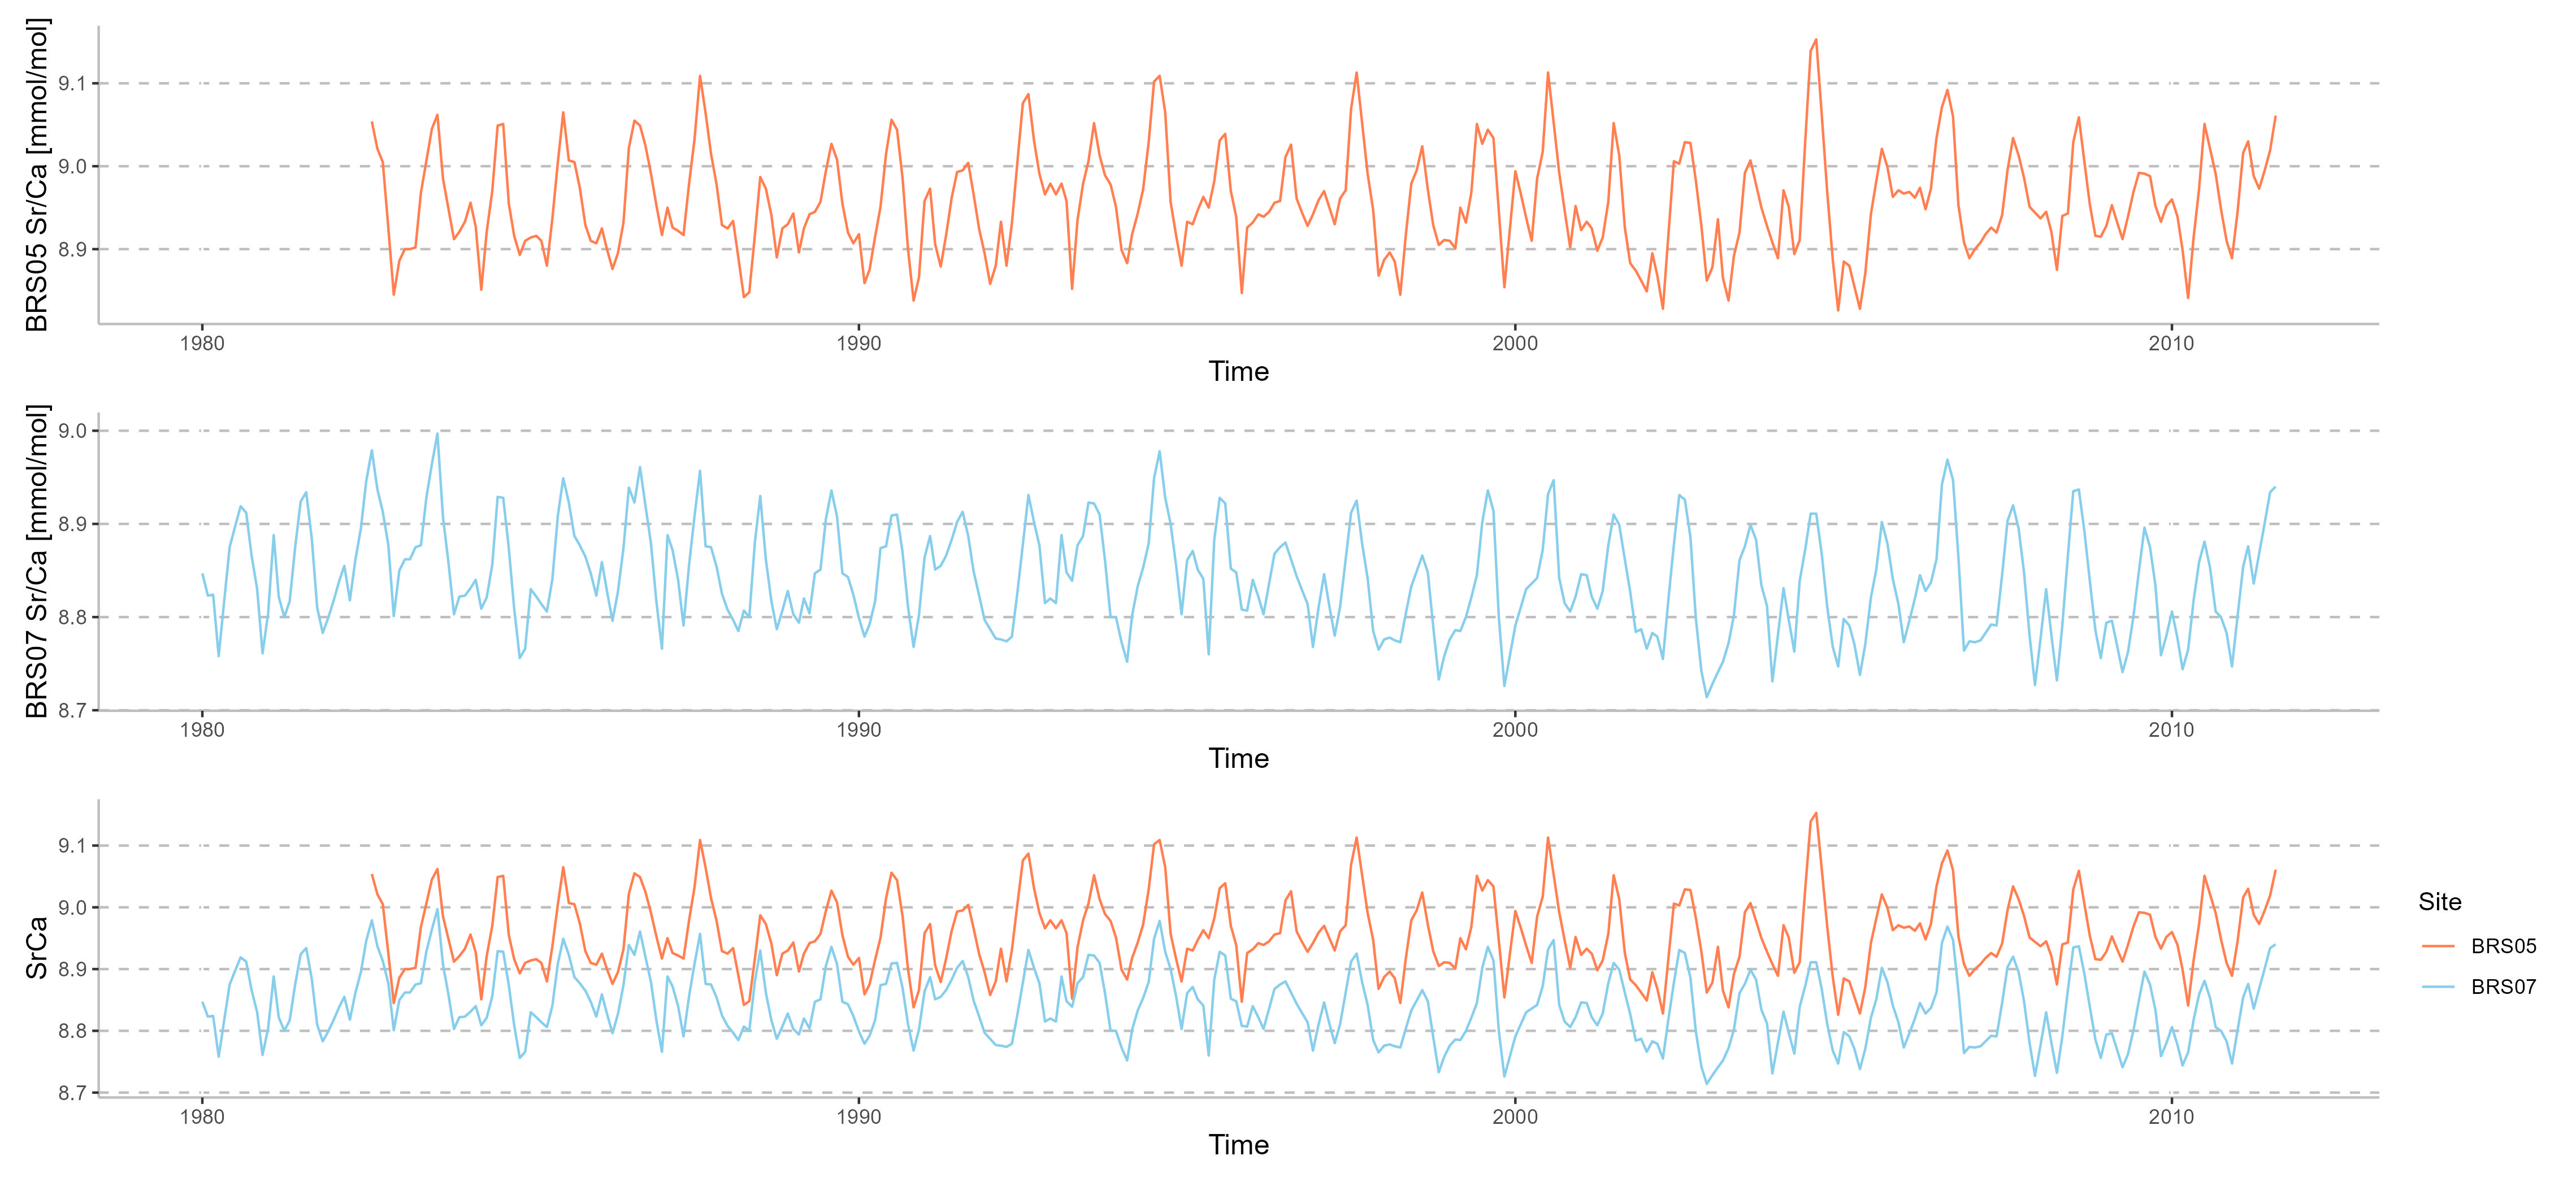 BRS05 Sr/Ca [mmol/mol]
9.1
9.0
8.9
1980 1990 2000 2010
Time
BRS07 Sr/Ca [mmol/mol]
9.0
8.9
8.8
8.7
1980 1990 2000 2010
Time
SrCa
9.1
9.0
8.9
8.8
8.7
1980 1990 2000 2010
Time
Site
BRS05
BRS07